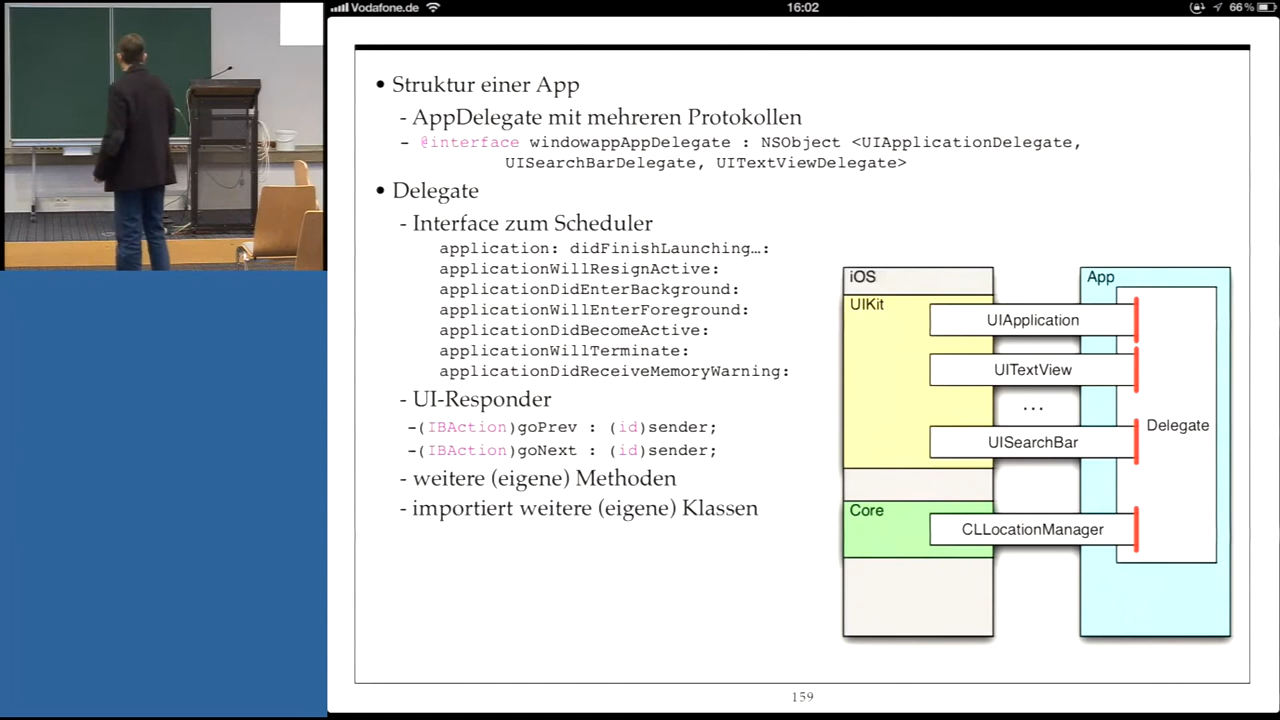 Vodafone.de
16:02
66%
• Struktur einer App
- AppDelegate mit mehreren Protokollen
- @interface windowappAppDelegate : NSObject <UIApplicationDelegate,
UISearchBarDelegate, UITextViewDelegate>
• Delegate
- Interface zum Scheduler
application: didFinishLaunching…:
applicationWillResignActive:
applicationDidEnterBackground:
applicationWillEnterForeground:
applicationDidBecomeActive:
applicationWillTerminate:
applicationDidReceiveMemoryWarning:
- UI-Responder
-(IBAction)goPrev : (id)sender;
-(IBAction)goNext : (id)sender;
- weitere (eigene) Methoden
- importiert weitere (eigene) Klassen
iOS
App
UIKit
UIApplication
UITextView
...
Delegate
UISearchBar
Core
CLLocationManager
159